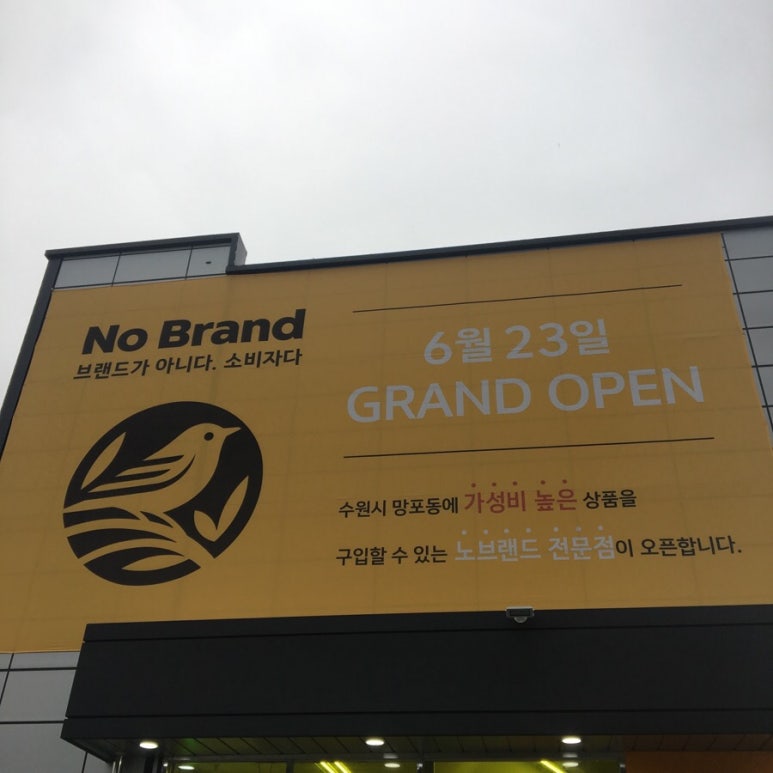 No Brand
브랜드가 아니다. 소비자다
6월 23일
GRAND OPEN
수원시 망포동에 가성비 높은 상품을
구입할 수 있는 노브랜드 전문점이 오픈합니다.